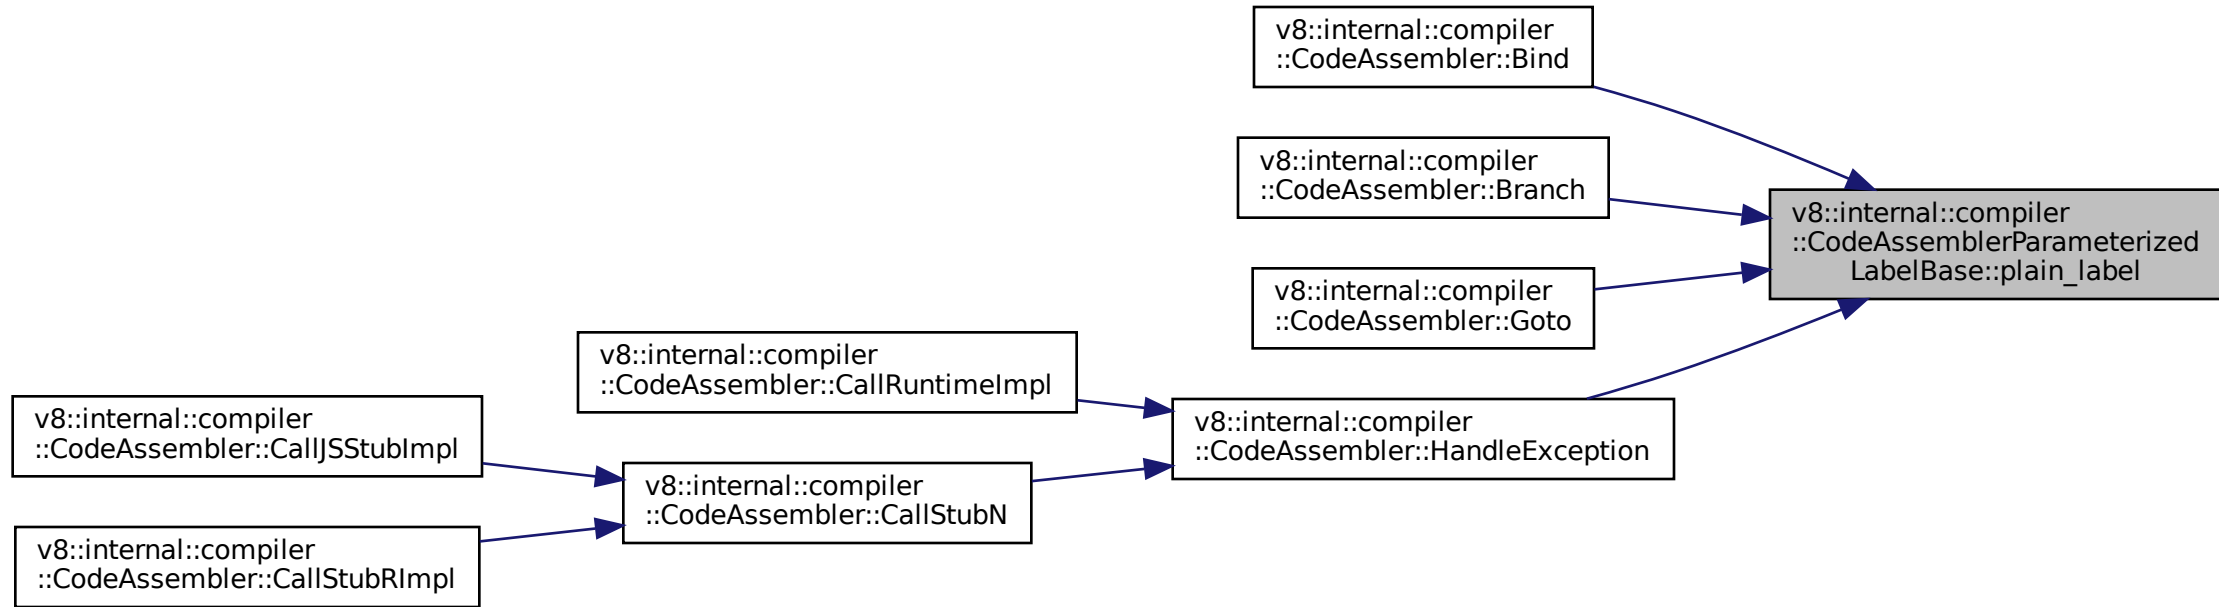 v8::internal::compiler
::CodeAssembler::Bind
v8::internal::compiler
::CodeAssembler::Branch
v8::internal::compiler
::CodeAssemblerParameterized
LabelBase::plain_label
v8::internal::compiler
::CodeAssembler::Goto
v8::internal::compiler
::CodeAssembler::CallRuntimeImpl
v8::internal::compiler
::CodeAssembler::HandleException
v8::internal::compiler
::CodeAssembler::CallJSStubImpl
v8::internal::compiler
::CodeAssembler::CallStubN
v8::internal::compiler
::CodeAssembler::CallStubRImpl